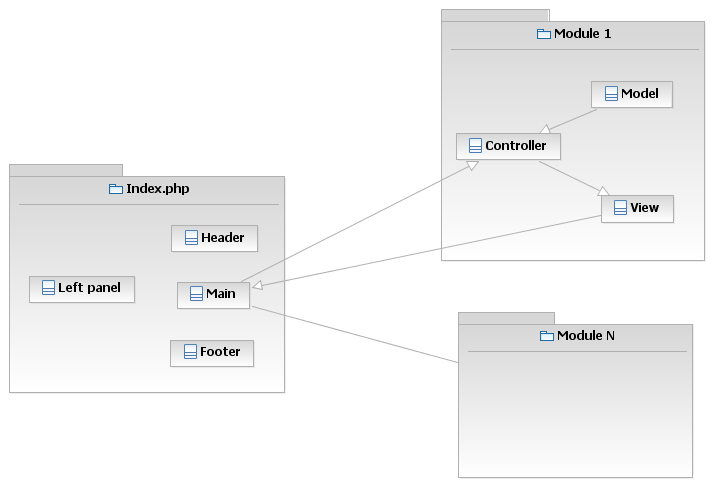 Module 1
Model
Controller
View
Index.php
Header
Left panel
Main
Footer
Module N